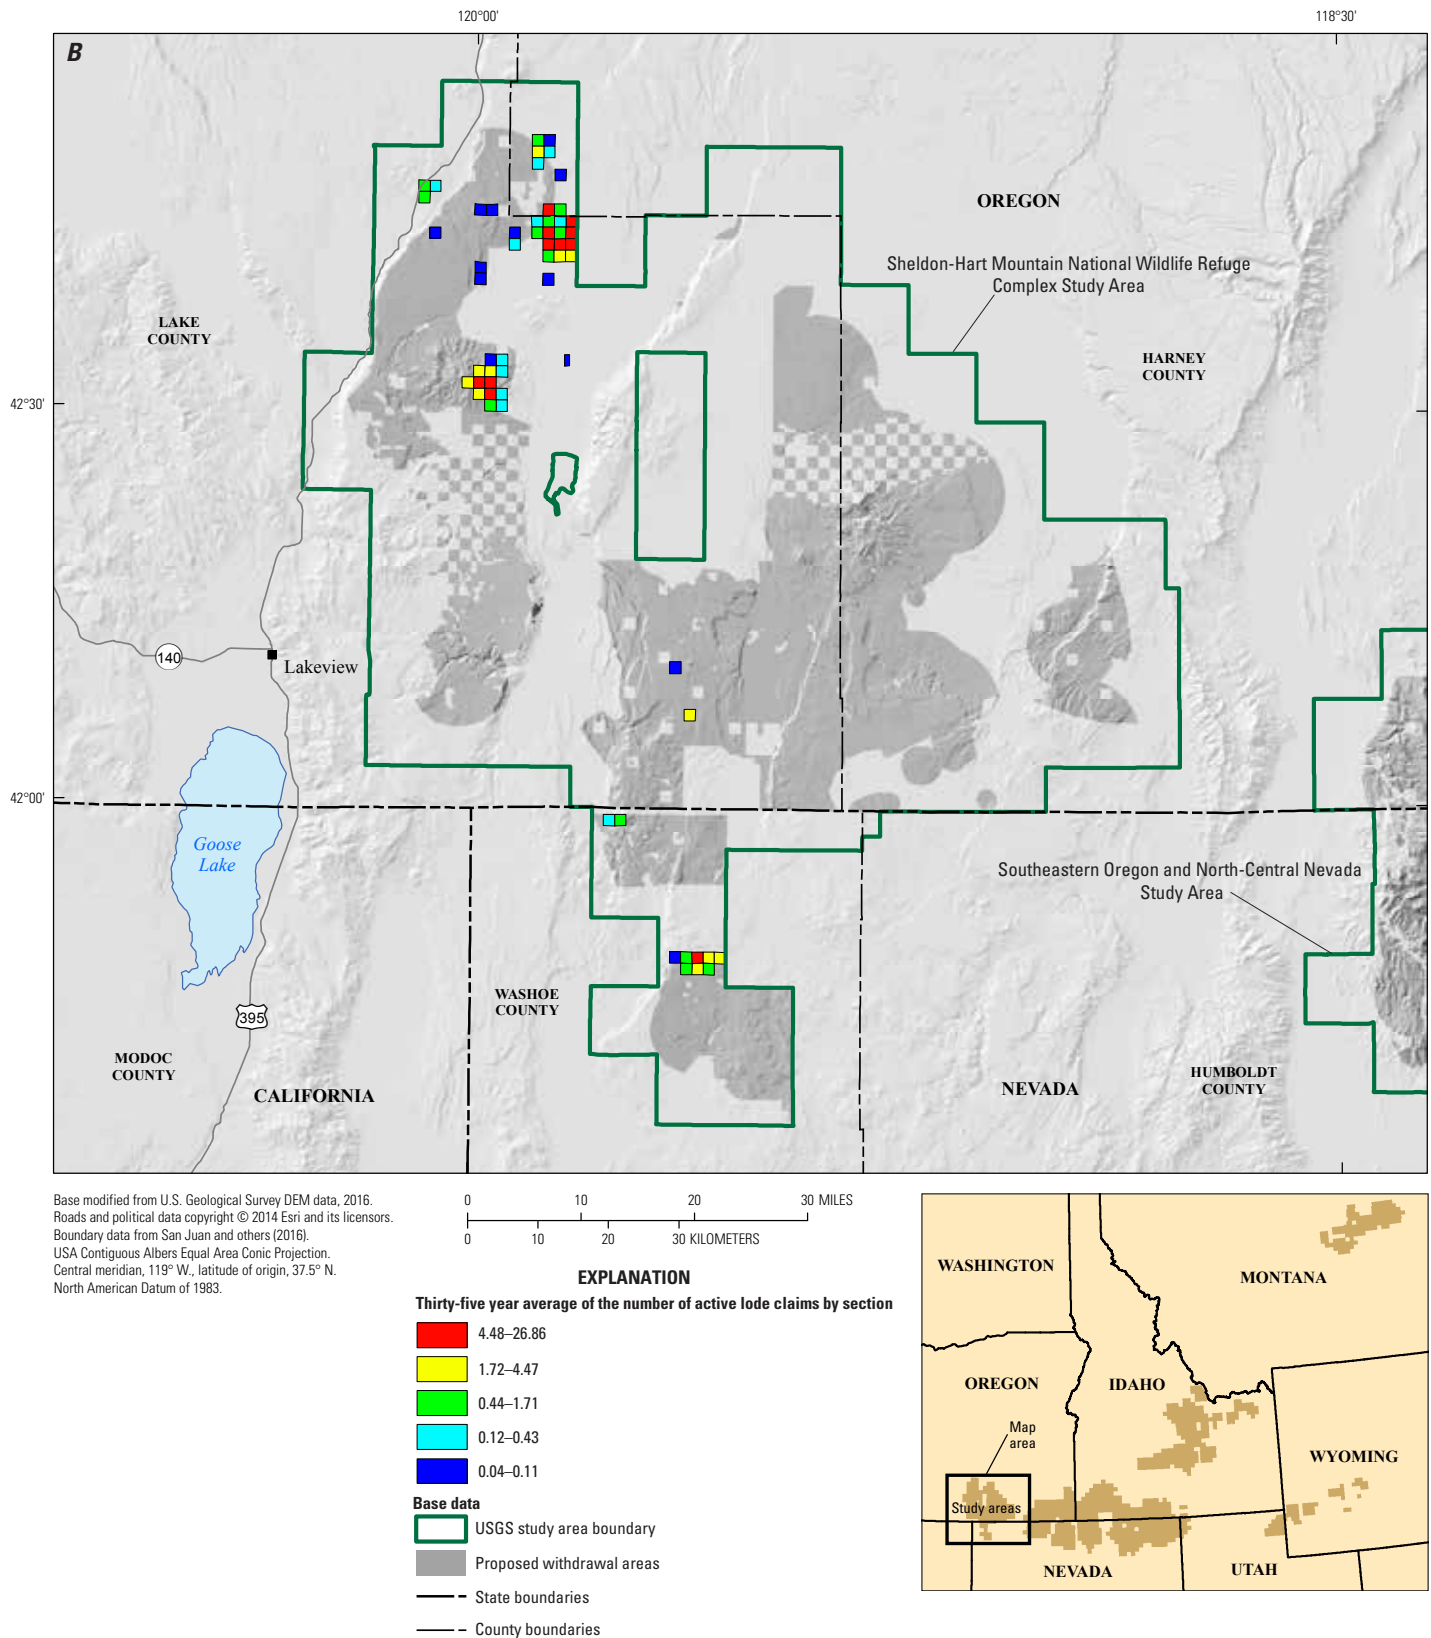 120°00'
118°30'
B
OREGON
Sheldon-Hart Mountain National Wildlife Refuge
Complex Study Area
LAKE
COUNTY
HARNEY
COUNTY
42°30'
140
Lakeview
42°00'
Goose
Lake
Southeastern Oregon and North-Central Nevada
Study Area
WASHOE
COUNTY
395
MODOC
COUNTY
CALIFORNIA
NEVADA
HUMBOLDT
COUNTY
Base modified from U.S. Geological Survey DEM data, 2016.
Roads and political data copyright © 2014 Esri and its licensors.
Boundary data from San Juan and others (2016).
USA Contiguous Albers Equal Area Conic Projection.
Central meridian, 119° W., latitude of origin, 37.5° N.
North American Datum of 1983.
0 10 20 30 MILES
0 10 20 30 KILOMETERS
EXPLANATION
Thirty-five year average of the number of active lode claims by section
4.48–26.86
1.72–4.47
0.44–1.71
0.12–0.43
0.04–0.11
Base data
USGS study area boundary
Proposed withdrawal areas
State boundaries
County boundaries
WASHINGTON
MONTANA
OREGON
IDAHO
Map
area
WYOMING
Study areas
NEVADA
UTAH